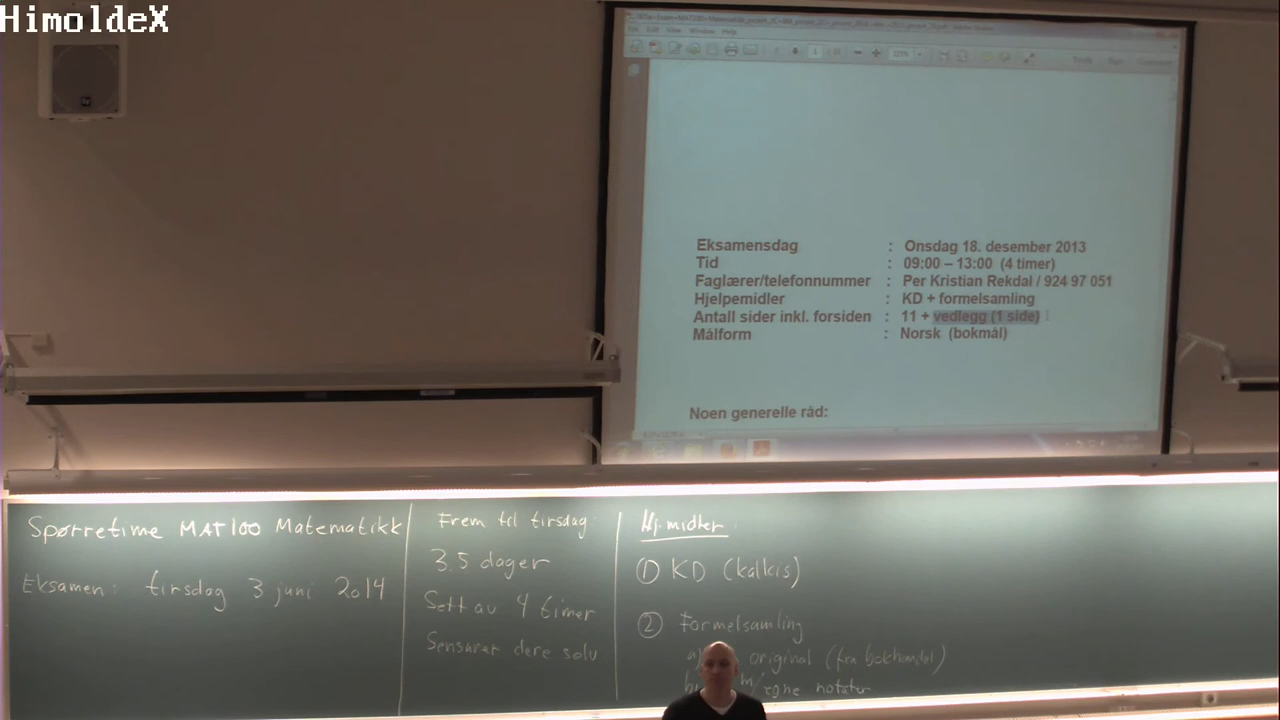 HimoldeX
Eksamensdag : Onsdag 18. desember 2013
Tid : 09:00 – 13:00 (4 timer)
Faglærer/telefonnummer : Per Kristian Rekdal / 924 97 051
Hjelpemidler : KD + formelsamling
Antall sider inkl. forsiden : 11 + vedlegg (1 side)
Målform : Norsk (bokmål)
Noen generelle råd:
Spørretime MAT100 Matematikk
Eksamen: tirsdag 3 juni 2014
Frem til tirsdag:
3.5 dager
Sett av 4 timer
Sensurer dere selv
Hj.midler:
① KD (kalkis)
② Formelsamling
a) original (fra bokhandel)
m/egne notater